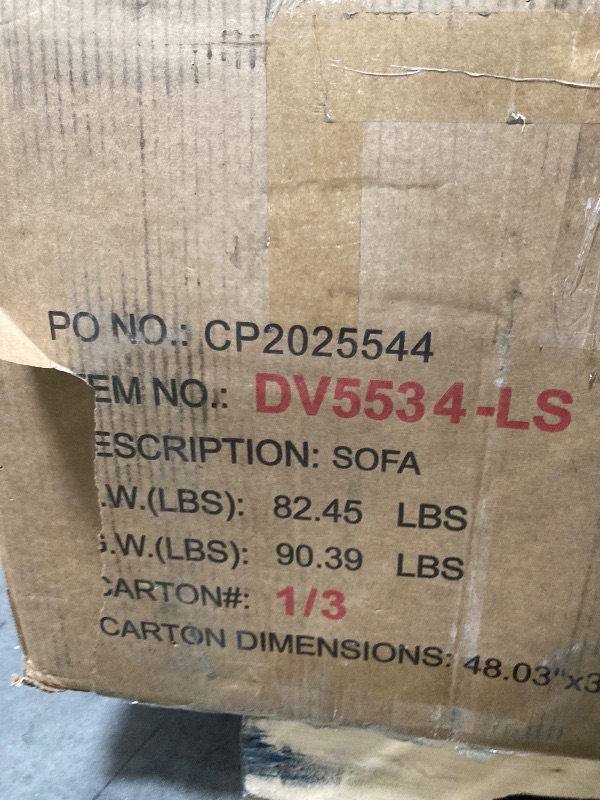 PO NO.: CP2025544
EM NO.: DV5534-LS
ESCRIPTION: SOFA
.W.(LBS): 82.45 LBS
.W.(LBS): 90.39 LBS
CARTON#: 1/3
CARTON DIMENSIONS: 48.03"x3